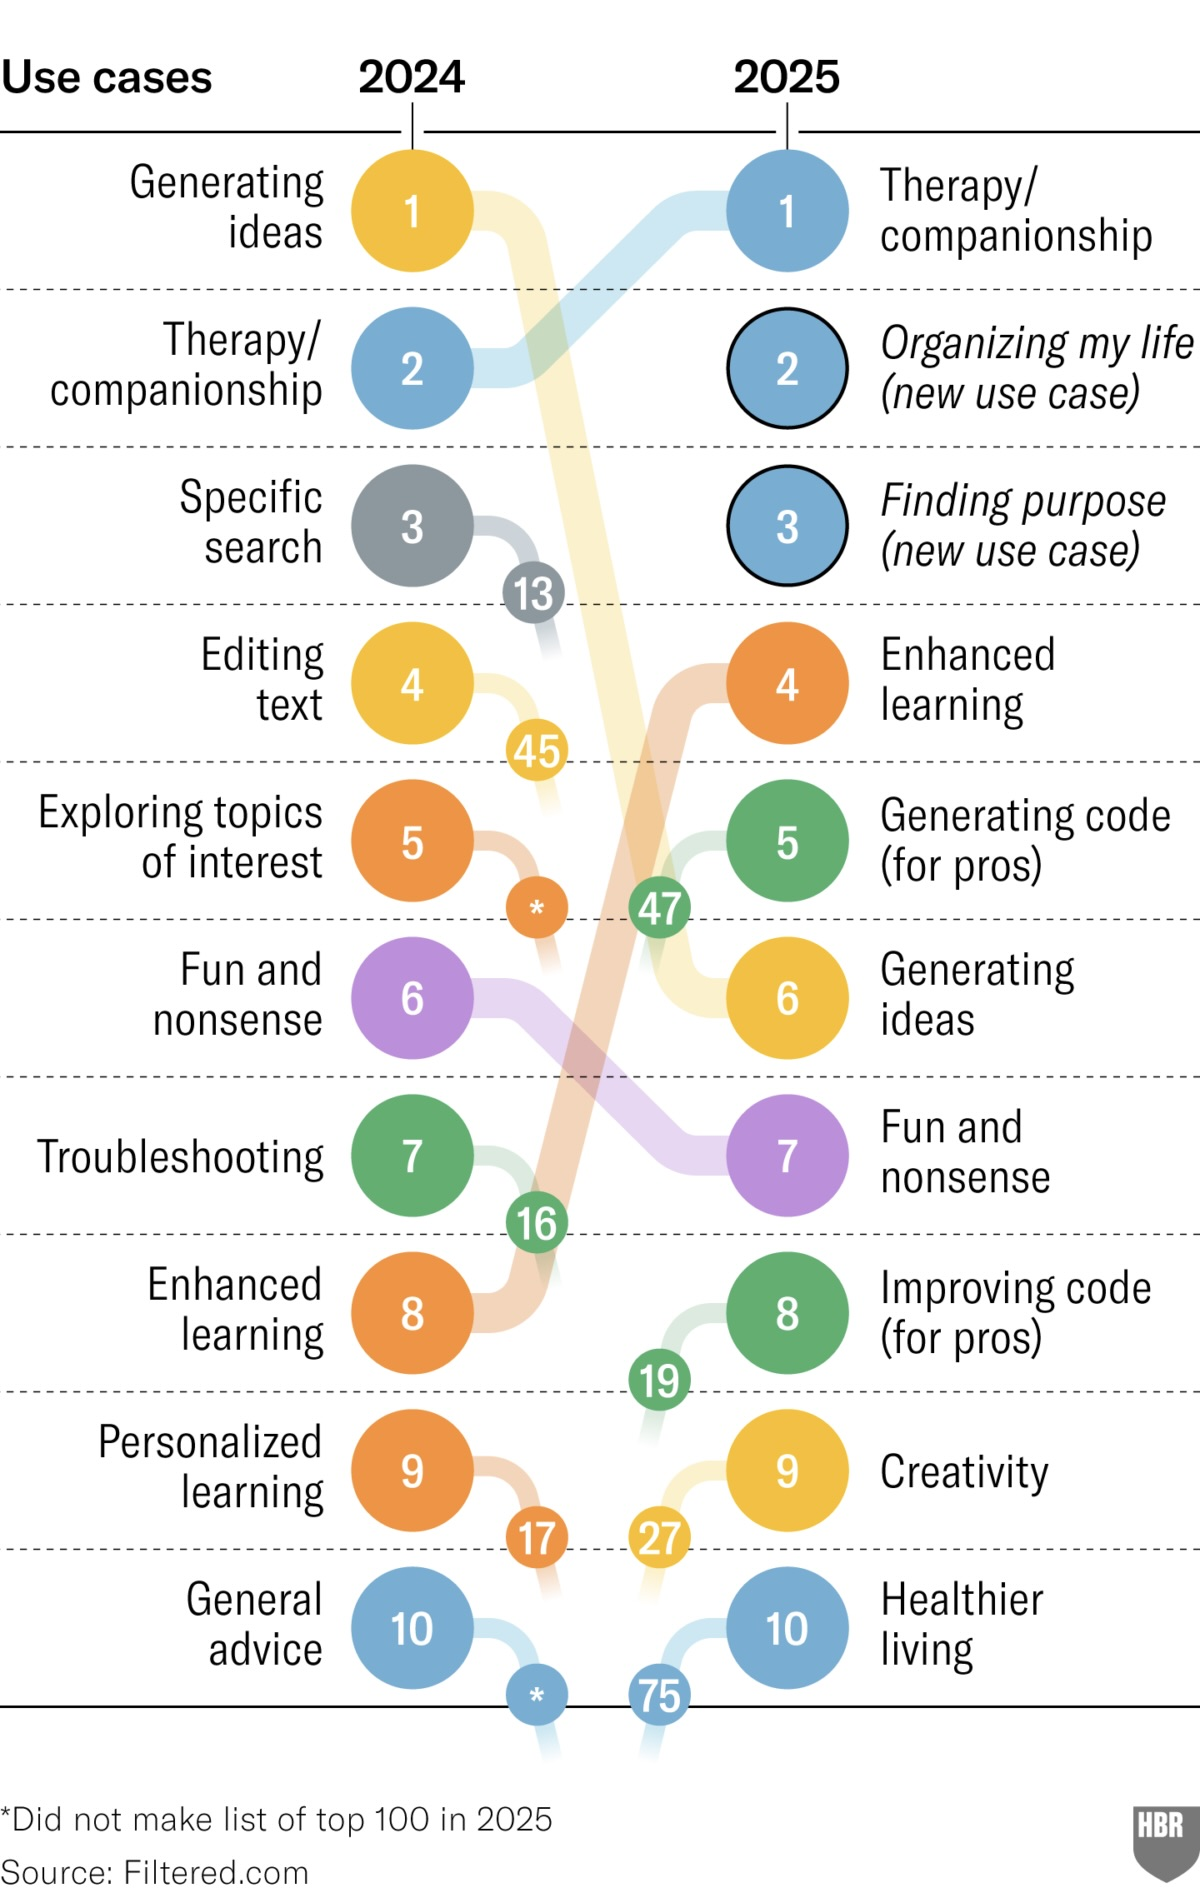 Use cases 2024 2025
Generating
ideas
1
1
Therapy/
companionship
Therapy/
companionship
2
2
Organizing my life
(new use case)
Specific
search
3
13
3
Finding purpose
(new use case)
Editing
text
4
45
4
Enhanced
learning
Exploring topics
of interest
5
*
47
5
Generating code
(for pros)
Fun and
nonsense
6
6
Generating
ideas
Troubleshooting
7
16
7
Fun and
nonsense
Enhanced
learning
8
19
8
Improving code
(for pros)
Personalized
learning
9
17
27
9
Creativity
General
advice
10
*
75
10
Healthier
living
*Did not make list of top 100 in 2025
Source: Filtered.com
HBR